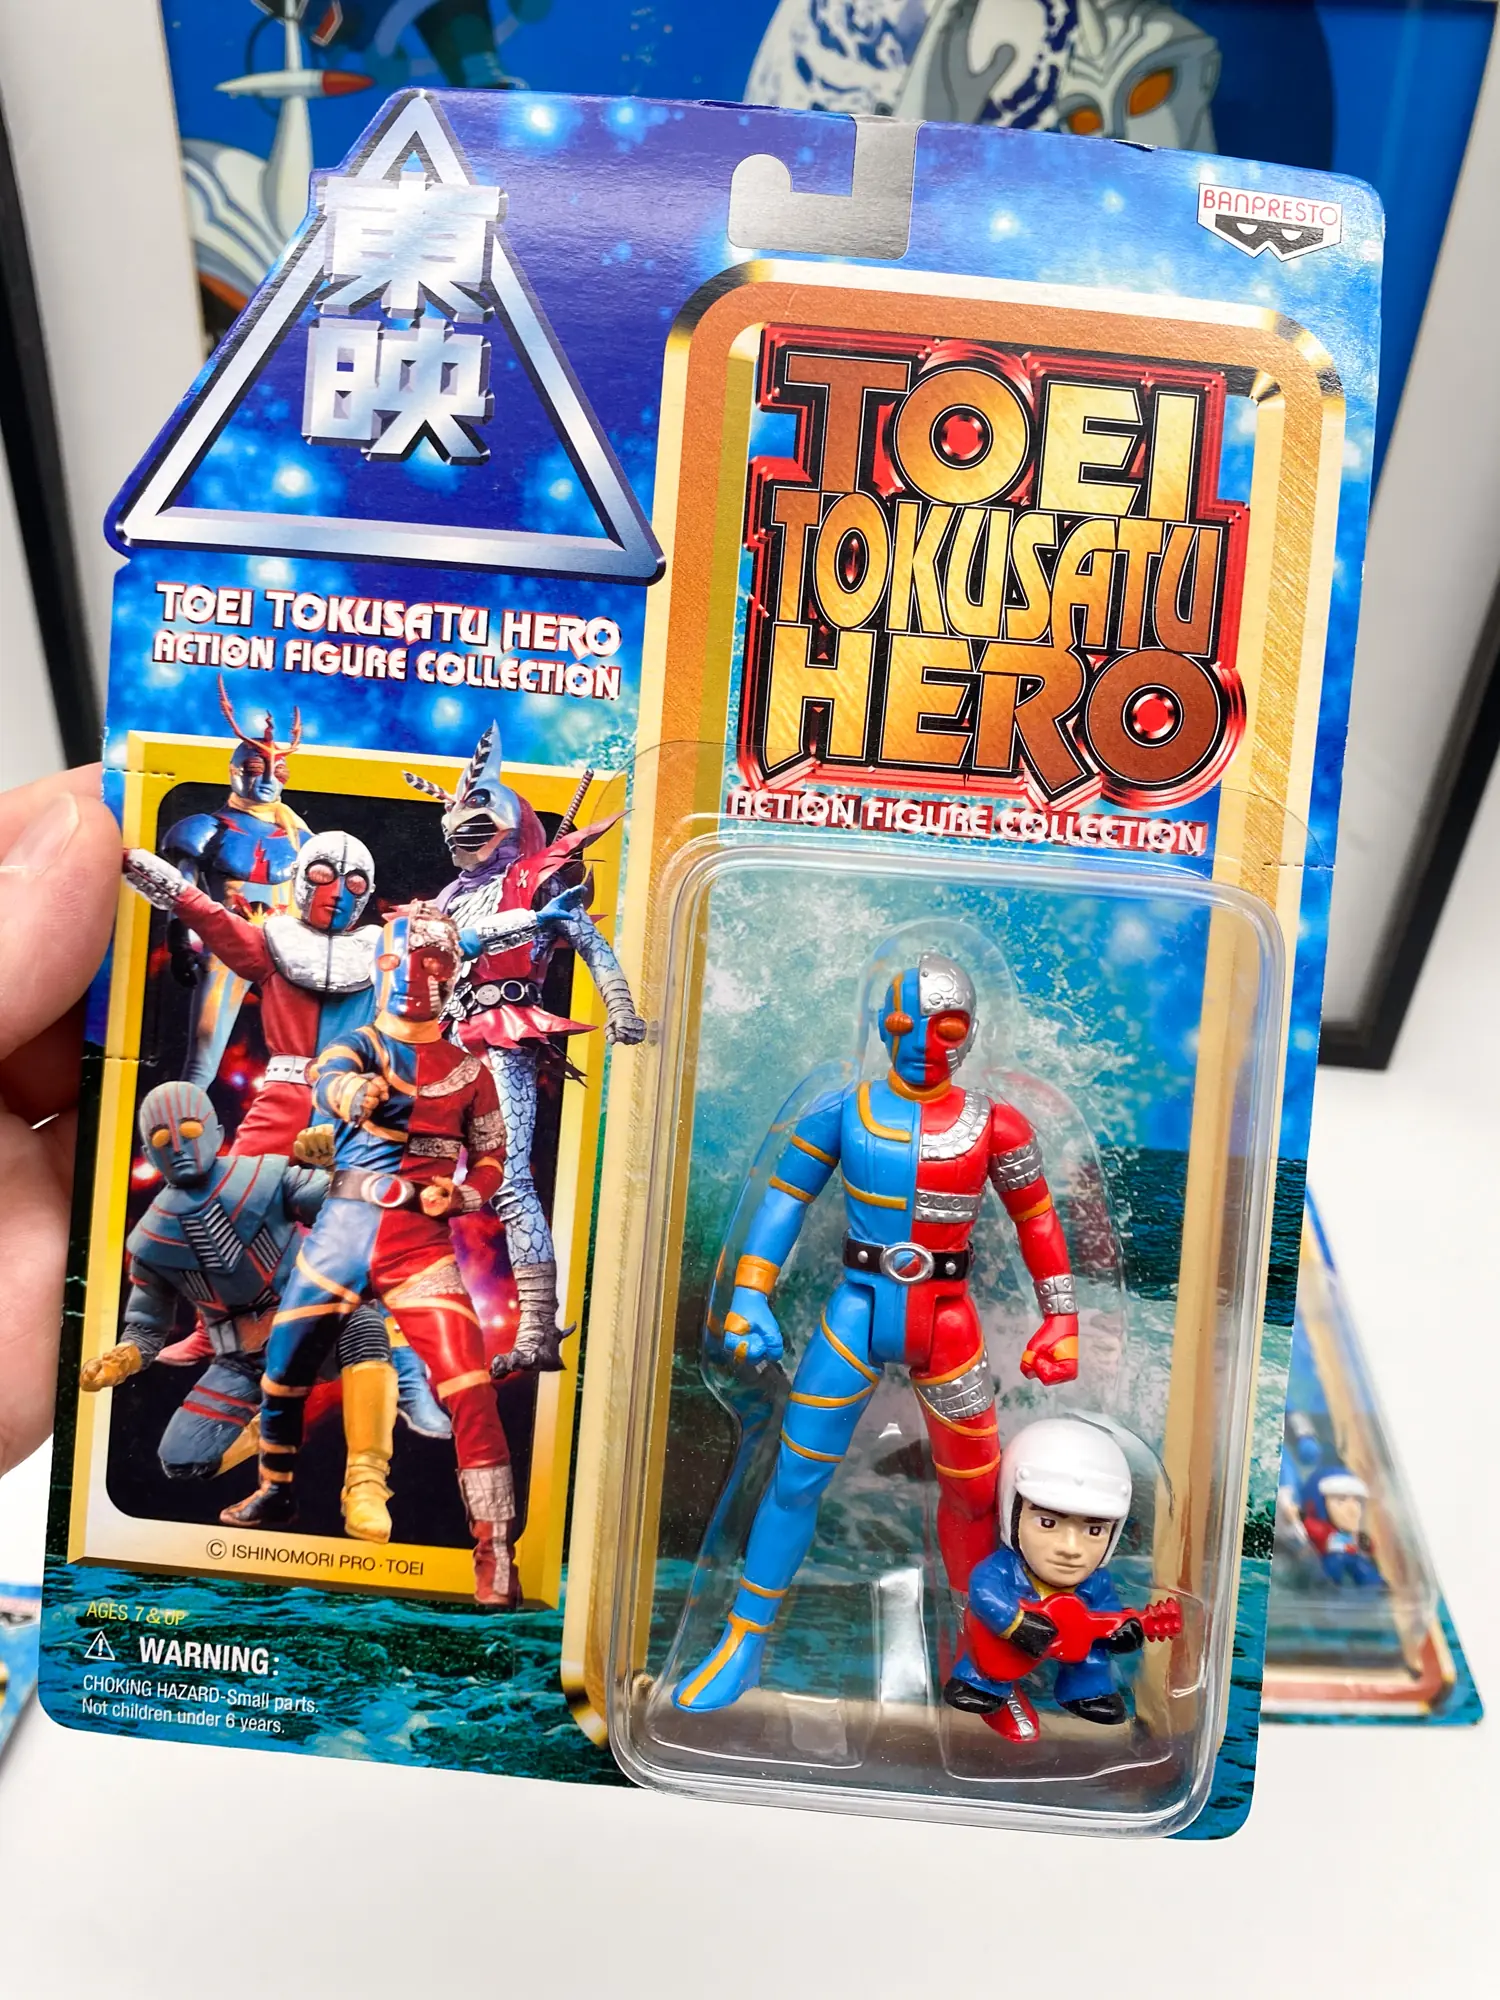 東映
BANPRESTO
TOEI
TOKUSATU
HERO
ACTION FIGURE COLLECTION
TOEI TOKUSATU HERO
ACTION FIGURE COLLECTION
© ISHINOMORI PRO・TOEI
AGES 7 & UP
WARNING:
CHOKING HAZARD-Small parts.
Not children under 6 years.